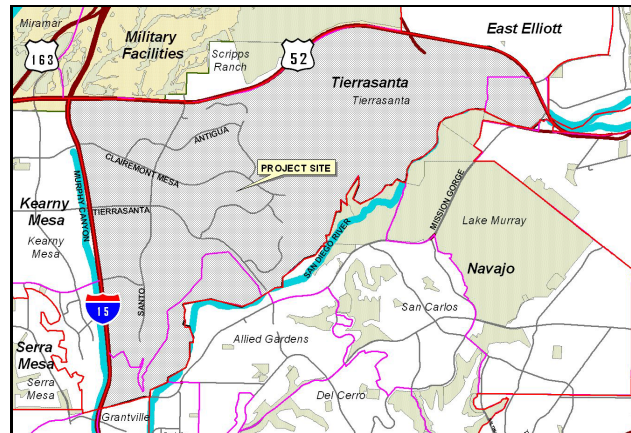 Miramar
163
Military
Facilities
Scripps
Ranch
52
East Elliott
Tierrasanta
Tierrasanta
ANTIGUA
CLAIREMONT MESA
PROJECT SITE
MURPHY CANYON
TIERRASANTA
Kearny
Mesa
Kearny
Mesa
MISSION GORGE
Lake Murray
SAN DIEGO RIVER
Navajo
SANTO
15
San Carlos
Allied Gardens
Serra
Mesa
Serra
Mesa
Del Cerro
Grantville